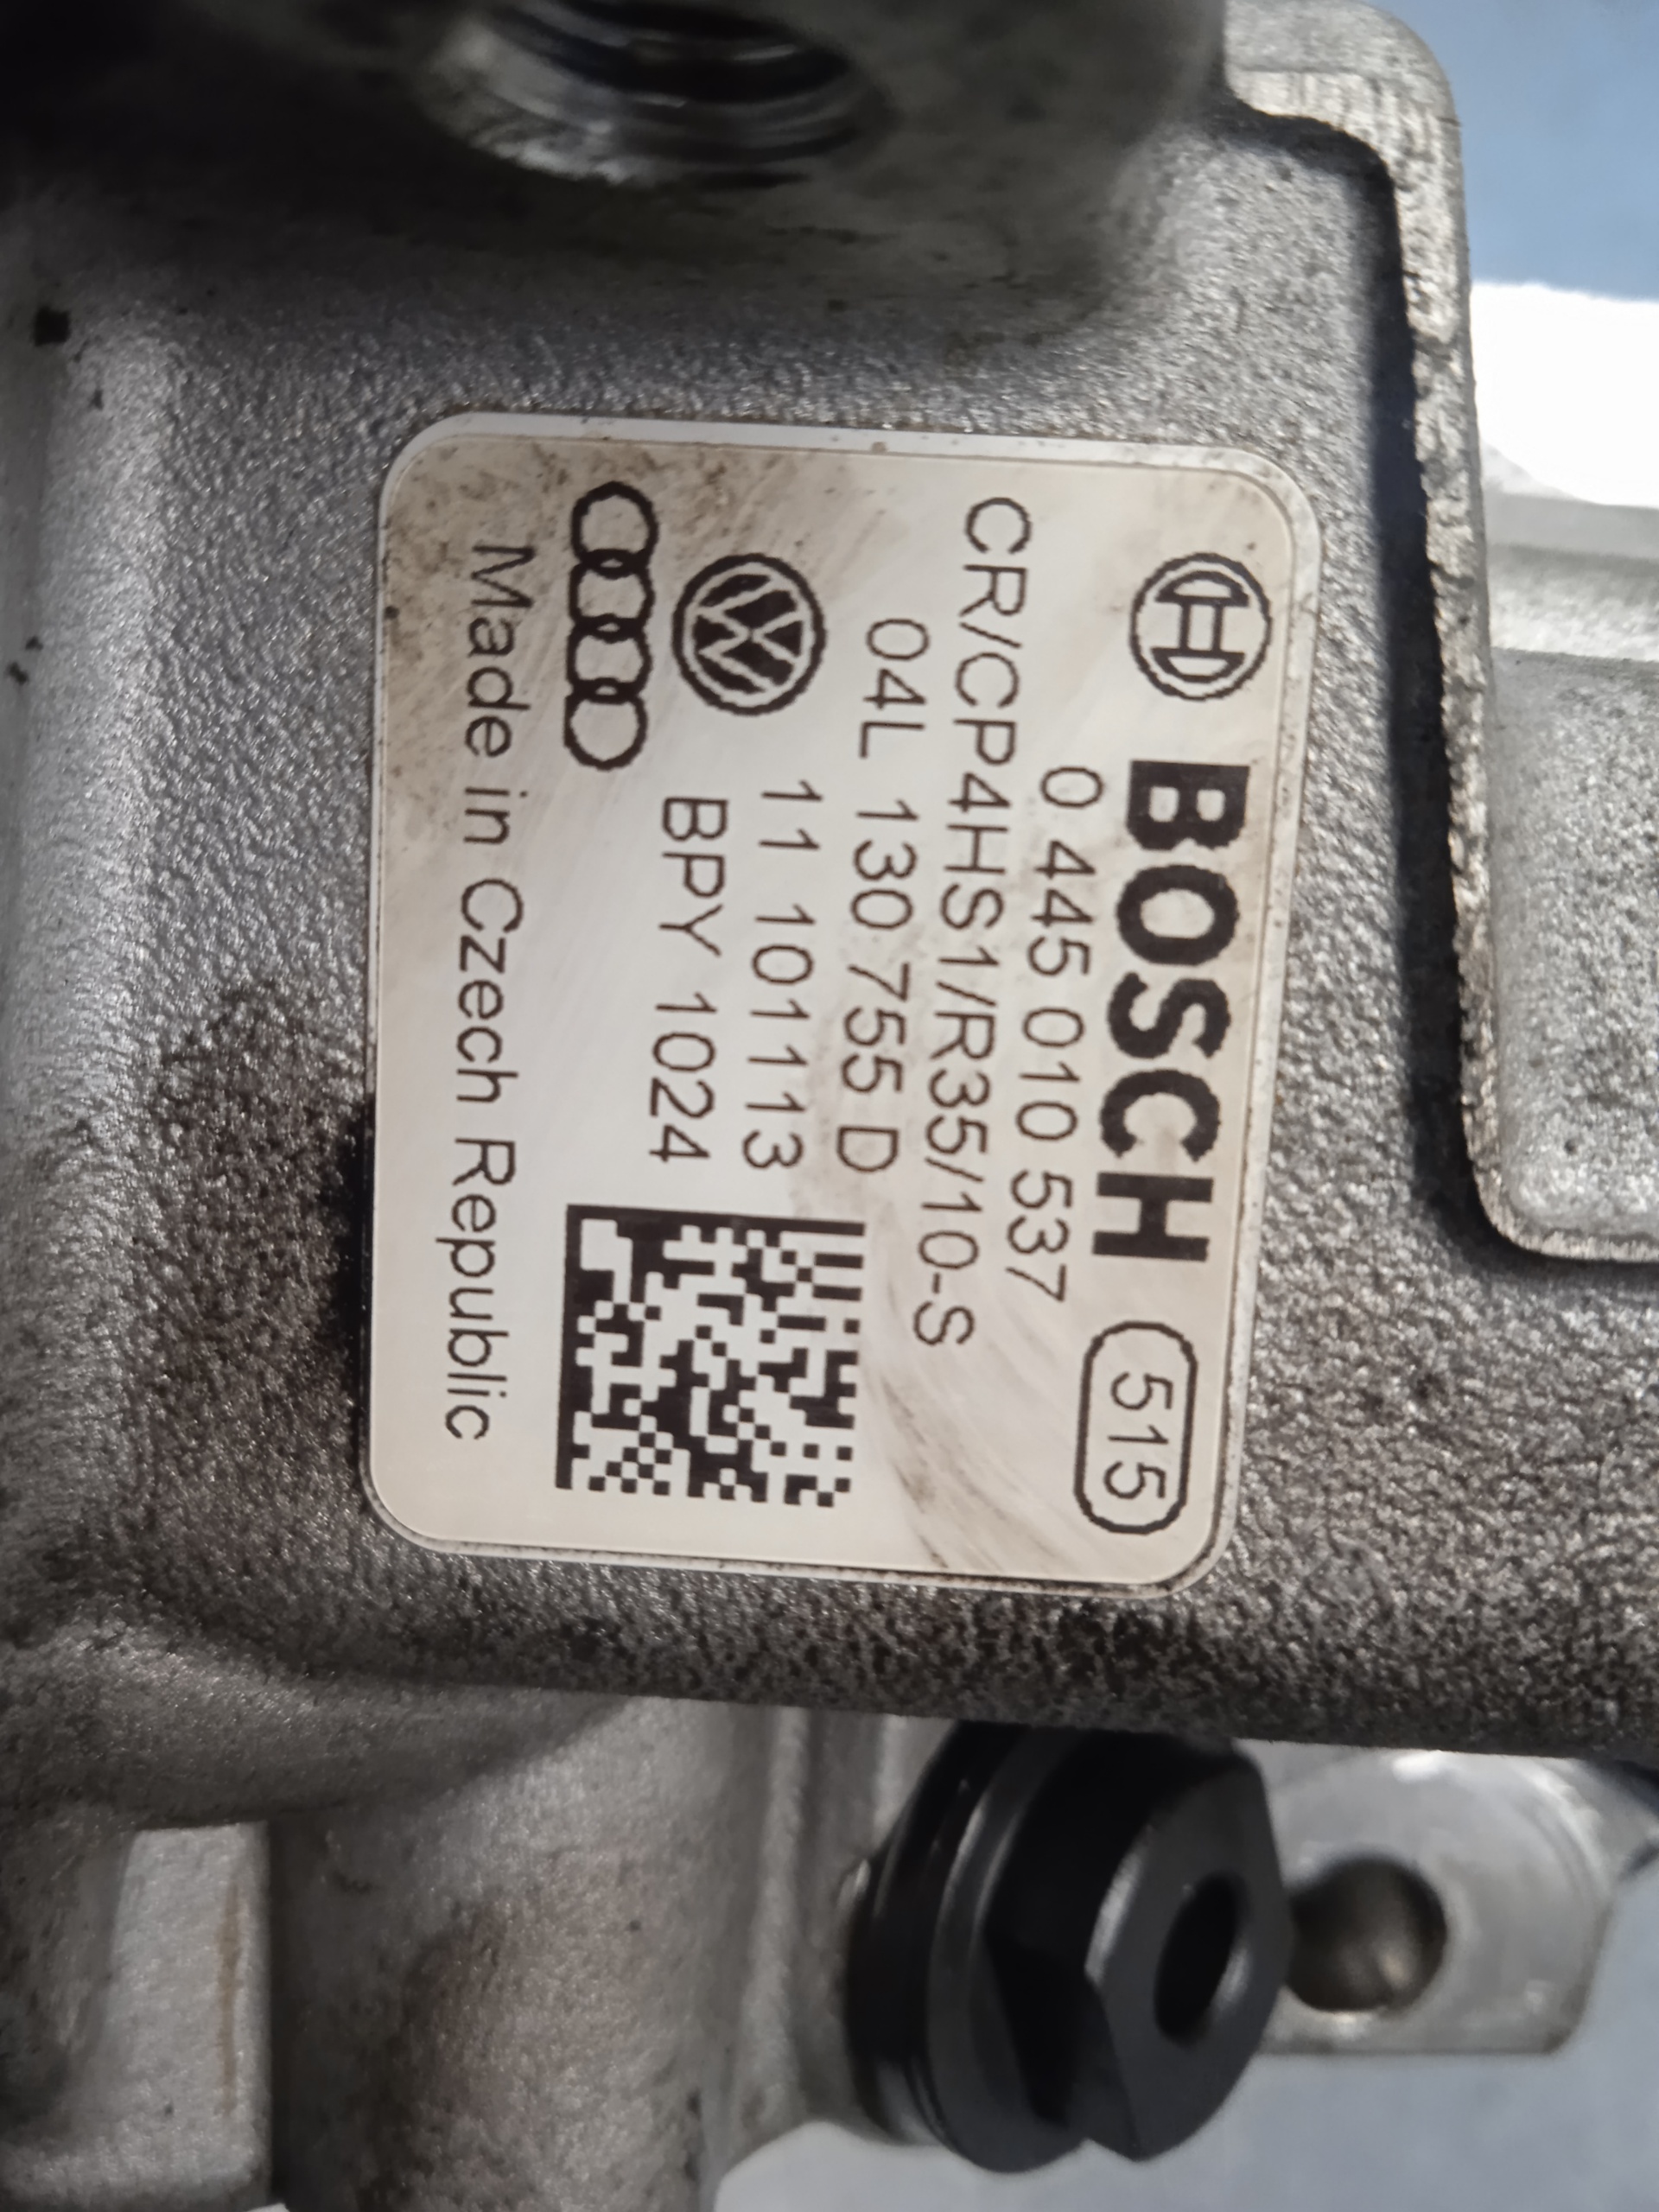 BOSCH 515
0 445 010 537
CR/CP4HS1/R35/10-S
04L 130 755 D
11 101113
BPY 1024
Made in Czech Republic